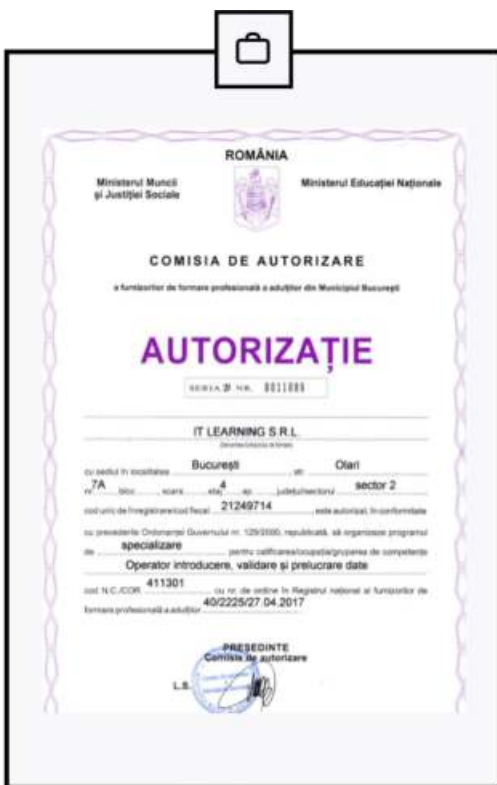 ROMÂNIA
Ministerul Muncii
și Justiției Sociale
Ministerul Educației Naționale
COMISIA DE AUTORIZARE
a furnizorilor de formare profesională a adulților din Municipiul București
AUTORIZAȚIE
SERIA NR.
IT LEARNING S.R.L.
cu sediul în localitatea București str. Olari
nr. 7A bloc scara etaj 4 ap. județul/sectorul sector 2
cod unic de înregistrare/cod fiscal 21249714 este autorizat, în conformitate
cu prevederile Ordonanței Guvernului nr. 129/2000, republicată, să organizeze programul
de specializare pentru calificarea/ocupația/gruparea de competențe
Operator introducere, validare și prelucrare date
cod N.C./COR 411301 cu nr. de ordine în Registrul național al furnizorilor de
formare profesională a adulților 40/2225/27.04.2017
PREȘEDINTE
Comisia de autorizare
L.S.